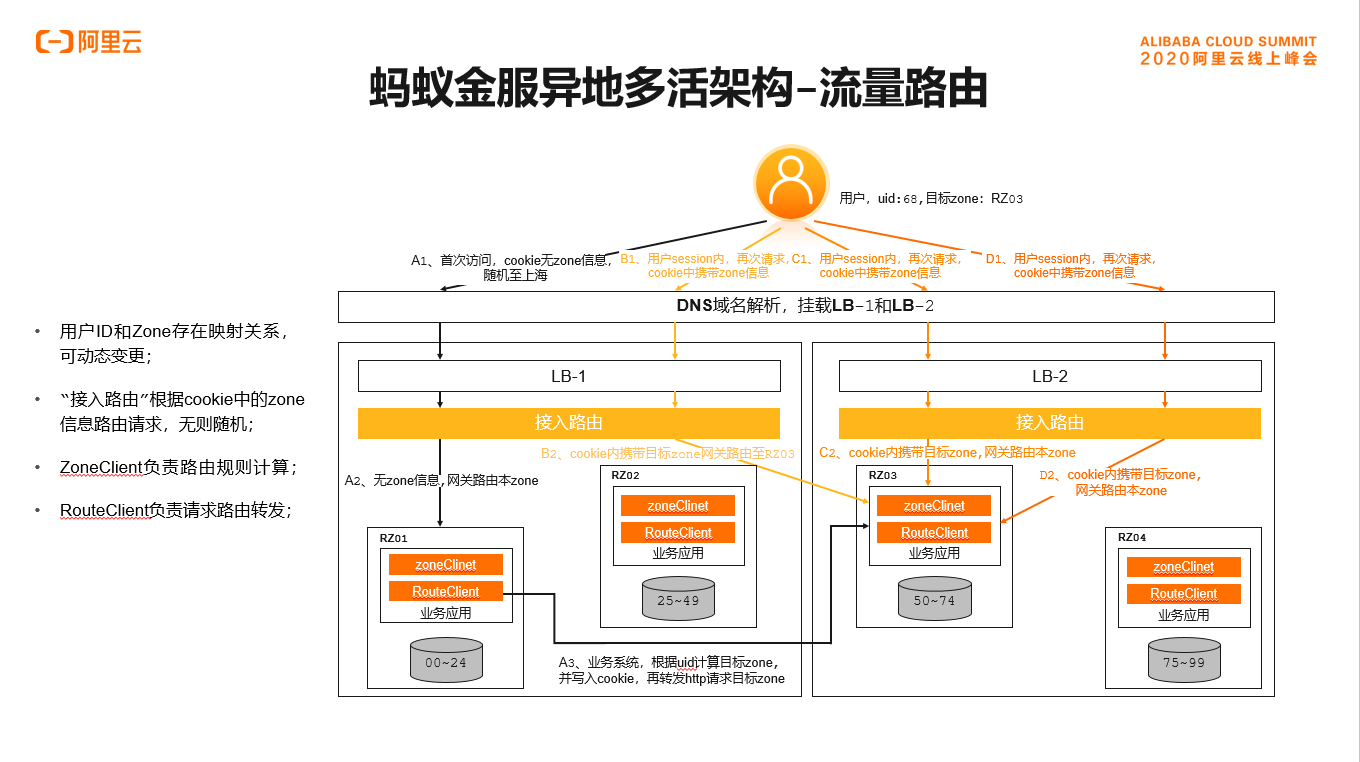 阿里云
ALIBABA CLOUD SUMMIT
2020阿里云线上峰会
蚂蚁金服异地多活架构-流量路由
用户，uid:68,目标zone：RZ03
A1、首次访问，cookie无zone信息，
随机至上海
B1、用户session内，再次请求，
cookie中携带zone信息
C1、用户session内，再次请求，
cookie中携带zone信息
D1、用户session内，再次请求，
cookie中携带zone信息
DNS域名解析，挂载LB-1和LB-2
• 用户ID和Zone存在映射关系，
可动态变更；
• “接入路由”根据cookie中的zone
信息路由请求，无则随机；
• ZoneClient负责路由规则计算；
• RouteClient负责请求路由转发；
LB-1
接入路由
B2、cookie内携带目标zone网关路由至RZ03
A2、无zone信息,网关路由本zone
RZ02
zoneClinet
RouteClient
业务应用
25~49
RZ01
zoneClinet
RouteClient
业务应用
00~24
A3、业务系统，根据uid计算目标zone，
并写入cookie，再转发http请求目标zone
LB-2
接入路由
C2、cookie内携带目标zone,网关路由本zone
D2、cookie内携带目标zone，
网关路由本zone
RZ03
zoneClinet
RouteClient
业务应用
50~74
RZ04
zoneClinet
RouteClient
业务应用
75~99